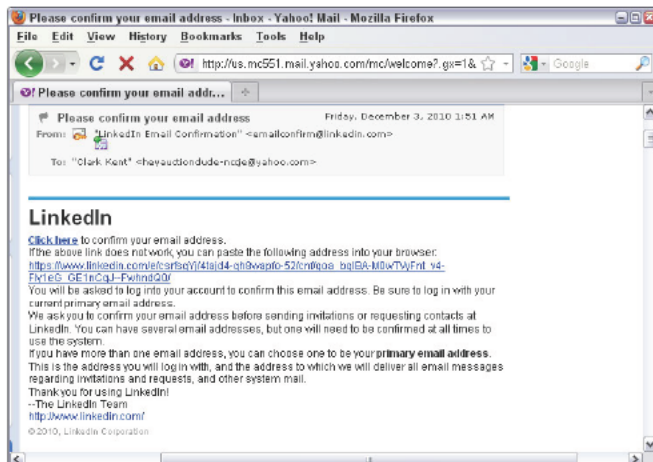 Please confirm your email address - Inbox - Yahoo! Mail - Mozilla Firefox
File Edit View History Bookmarks Tools Help
http://us.mc551.mail.yahoo.com/mc/welcome?.gx=1& Google
Please confirm your email addr...
Please confirm your email address Friday, December 3, 2010 1:51 AM
From: "LinkedIn Email Confirmation" <emailconfirm@linkedin.com>
To: "Clark Kent" <heyauctiondude-ncde@yahoo.com>
LinkedIn
Click here to confirm your email address.
If the above link does not work, you can paste the following address into your browser:
You will be asked to log into your account to confirm this email address. Be sure to log in with your
current primary email address.
We ask you to confirm your email address before sending invitations or requesting contacts at
LinkedIn. You can have several email addresses, but one will need to be confirmed at all times to
use the system.
If you have more than one email address, you can choose one to be your primary email address.
This is the address you will log in with, and the address to which we will deliver all email messages
regarding invitations and requests, and other system mail.
Thank you for using LinkedIn!
--The LinkedIn Team
http://www.linkedin.com/
© 2010, LinkedIn Corporation